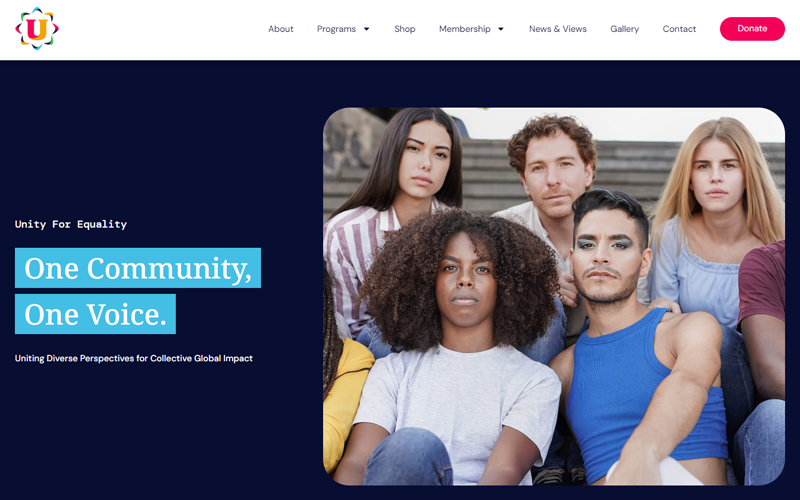 U
About
Programs
Shop
Membership
News & Views
Gallery
Contact
Donate
Unity For Equality
One Community,
One Voice.
Uniting Diverse Perspectives for Collective Global Impact